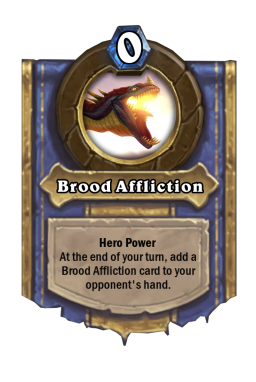 0
Brood Affliction
Hero Power
At the end of your turn, add a
Brood Affliction card to your
opponent's hand.